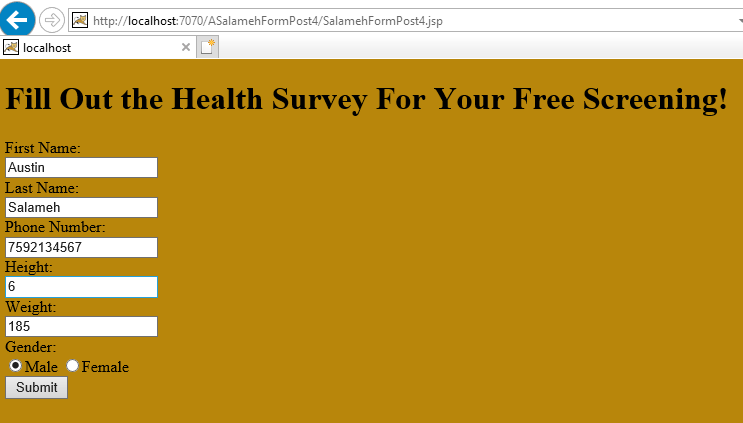 http://localhost:7070/ASalamehFormPost4/SalamehFormPost4.jsp
localhost
Fill Out the Health Survey For Your Free Screening!
First Name:
Austin
Last Name:
Salameh
Phone Number:
7592134567
Height:
6
Weight:
185
Gender:
Male Female
Submit